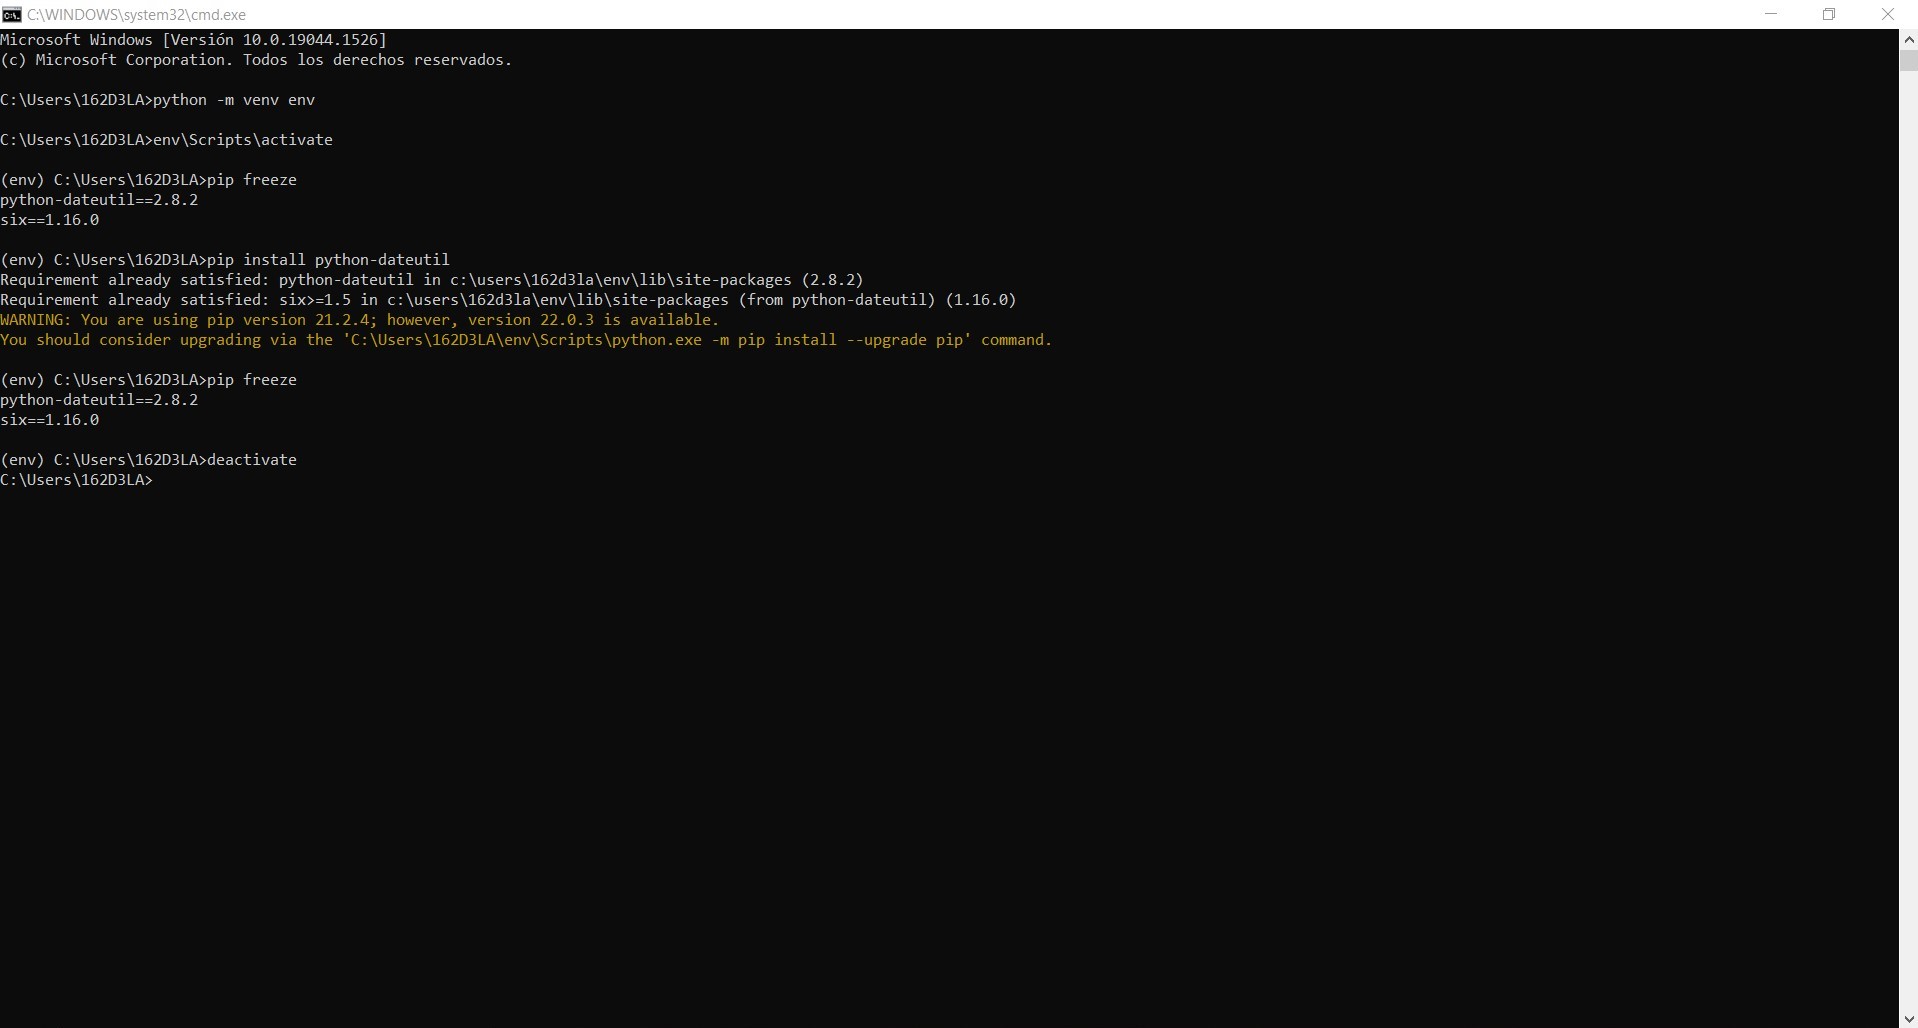 C:\WINDOWS\system32\cmd.exe
Microsoft Windows [Versión 10.0.19044.1526]
(c) Microsoft Corporation. Todos los derechos reservados.
C:\Users\162D3LA>python -m venv env
C:\Users\162D3LA>env\Scripts\activate
(env) C:\Users\162D3LA>pip freeze
python-dateutil==2.8.2
six==1.16.0
(env) C:\Users\162D3LA>pip install python-dateutil
Requirement already satisfied: python-dateutil in c:\users\162d3la\env\lib\site-packages (2.8.2)
Requirement already satisfied: six>=1.5 in c:\users\162d3la\env\lib\site-packages (from python-dateutil) (1.16.0)
WARNING: You are using pip version 21.2.4; however, version 22.0.3 is available.
You should consider upgrading via the 'C:\Users\162D3LA\env\Scripts\python.exe -m pip install --upgrade pip' command.
(env) C:\Users\162D3LA>pip freeze
python-dateutil==2.8.2
six==1.16.0
(env) C:\Users\162D3LA>deactivate
C:\Users\162D3LA>